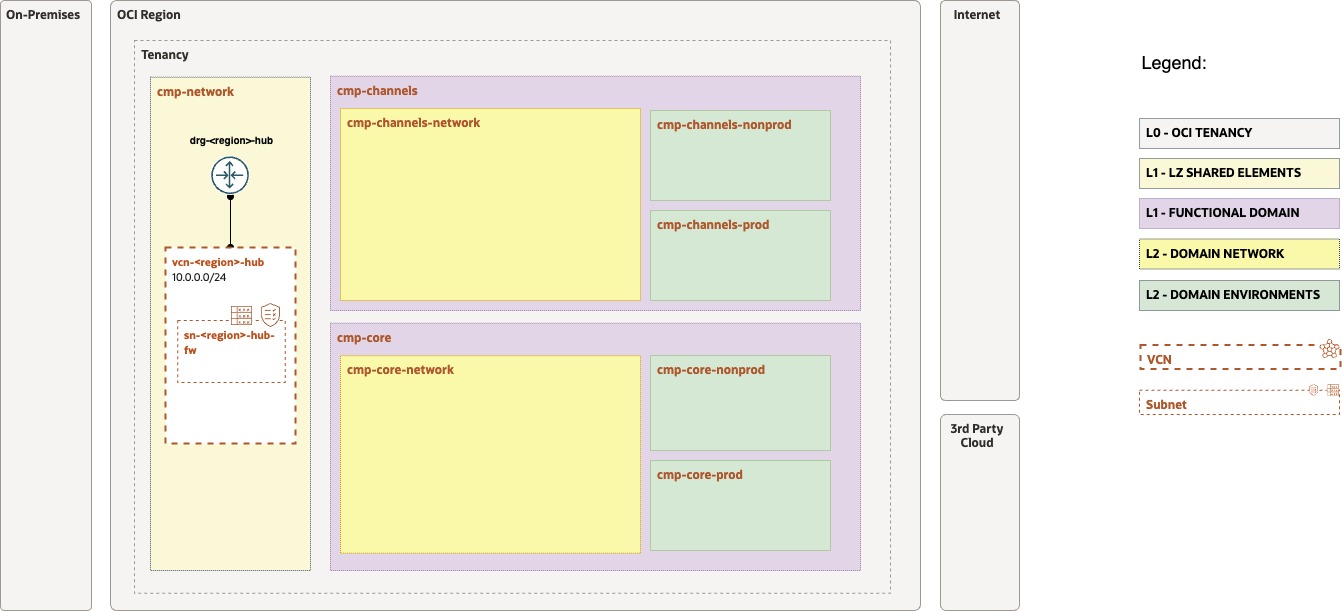 On-Premises
OCI Region
Tenancy
cmp-network
drg-<region>-hub
vcn-<region>-hub
10.0.0.0/24
sn-<region>-hub-
fw
cmp-channels
cmp-channels-network
cmp-channels-nonprod
cmp-channels-prod
cmp-core
cmp-core-network
cmp-core-nonprod
cmp-core-prod
Internet
3rd Party
Cloud
Legend:
L0 - OCI TENANCY
L1 - LZ SHARED ELEMENTS
L1 - FUNCTIONAL DOMAIN
L2 - DOMAIN NETWORK
L2 - DOMAIN ENVIRONMENTS
VCN
Subnet